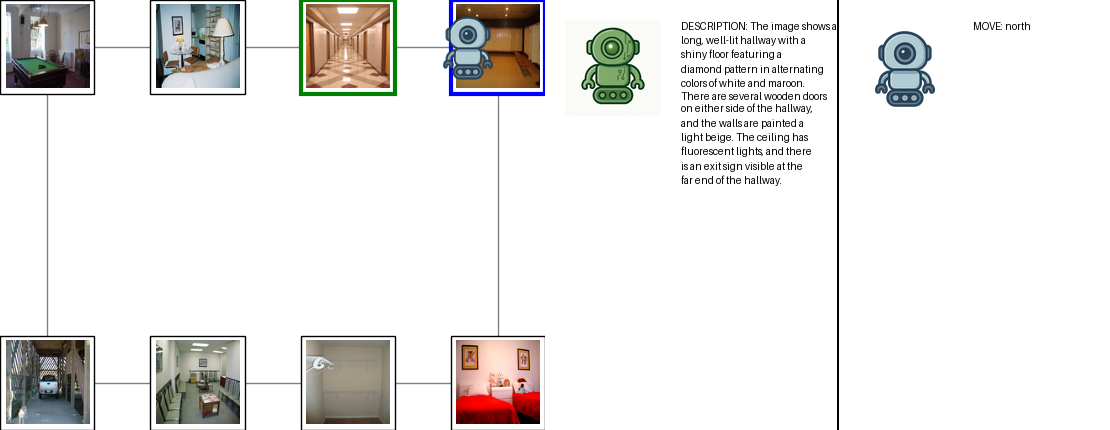 DESCRIPTION: The image shows a
long, well-lit hallway with a
shiny floor featuring a
diamond pattern in alternating
colors of white and maroon.
There are several wooden doors
on either side of the hallway,
and the walls are painted a
light beige. The ceiling has
fluorescent lights, and there
is an exit sign visible at the
far end of the hallway.
MOVE: north